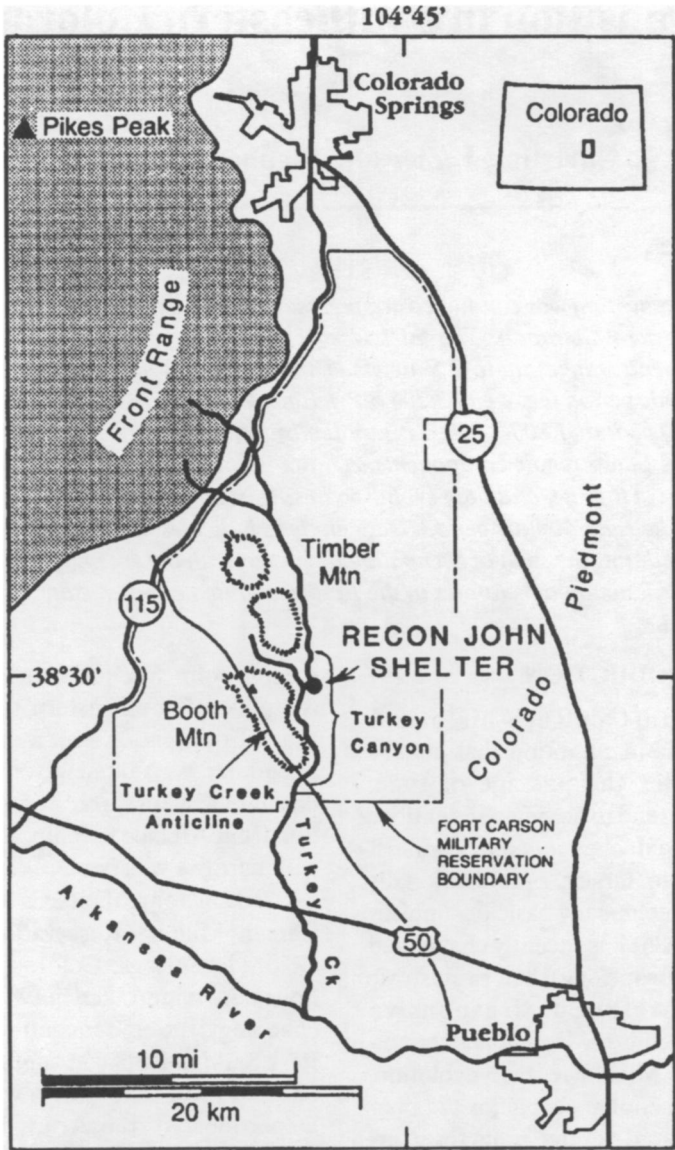 104°45'
Colorado
Springs
Colorado
Pikes Peak
Front Range
25
Piedmont
Colorado
Timber
Mtn
115
RECON JOHN
SHELTER
38°30'
Booth
Mtn
Turkey
Canyon
Turkey Creek
Anticline
FORT CARSON
MILITARY
RESERVATION
BOUNDARY
Turkey Ck
50
Arkansas River
Pueblo
10 mi
20 km